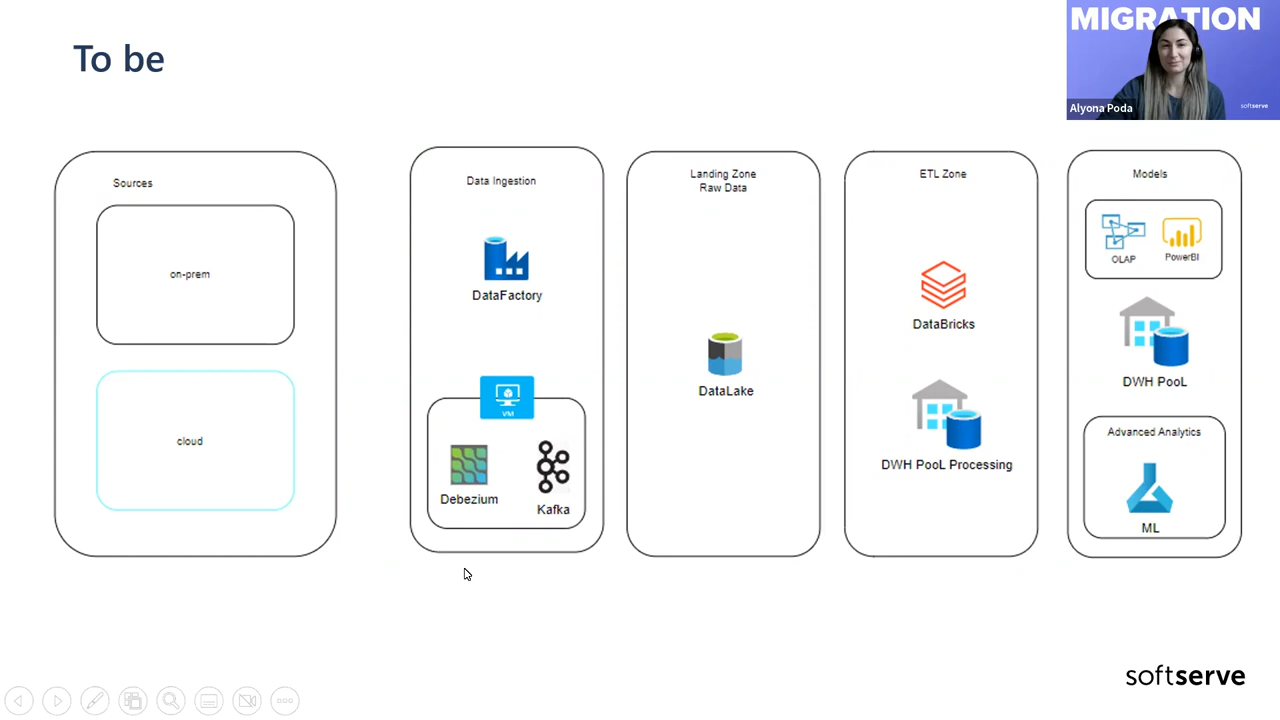 To be
MIGRATION
Alyona Poda
softserve
Sources
on-prem
cloud
Data Ingestion
DataFactory
VM
Debezium
Kafka
Landing Zone
Raw Data
DataLake
ETL Zone
DataBricks
DWH PooL Processing
Models
OLAP
PowerBI
DWH PooL
Advanced Analytics
ML
softserve